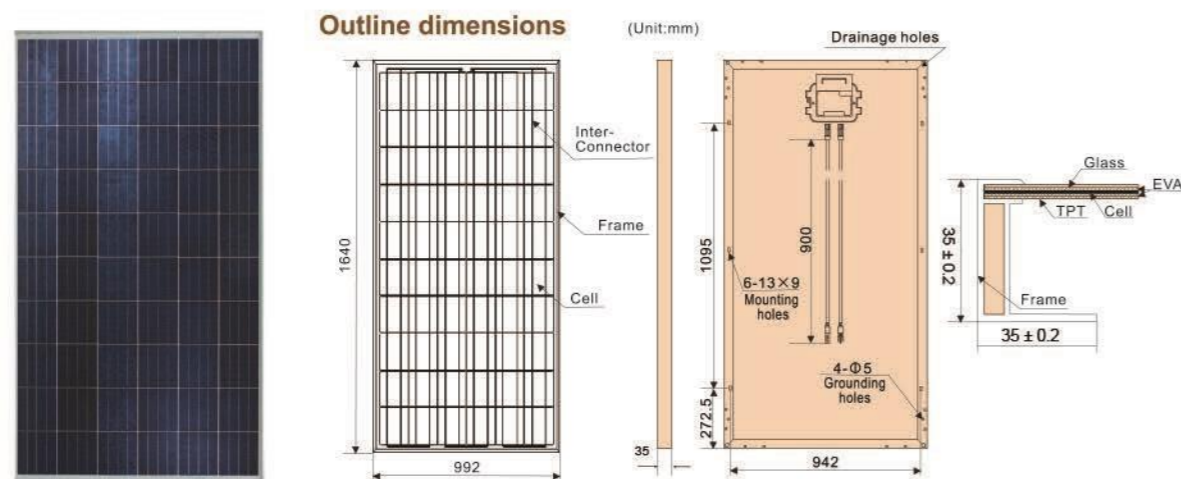 Outline dimensions
(Unit:mm)
Drainage holes
Inter-
Connector
Glass
EVA
TPT
Cell
Frame
1640
900
1095
35 ± 0.2
6-13×9
Mounting
holes
Cell
Frame
35 ± 0.2
4-Φ5
Grounding
holes
272.5
35
992
942